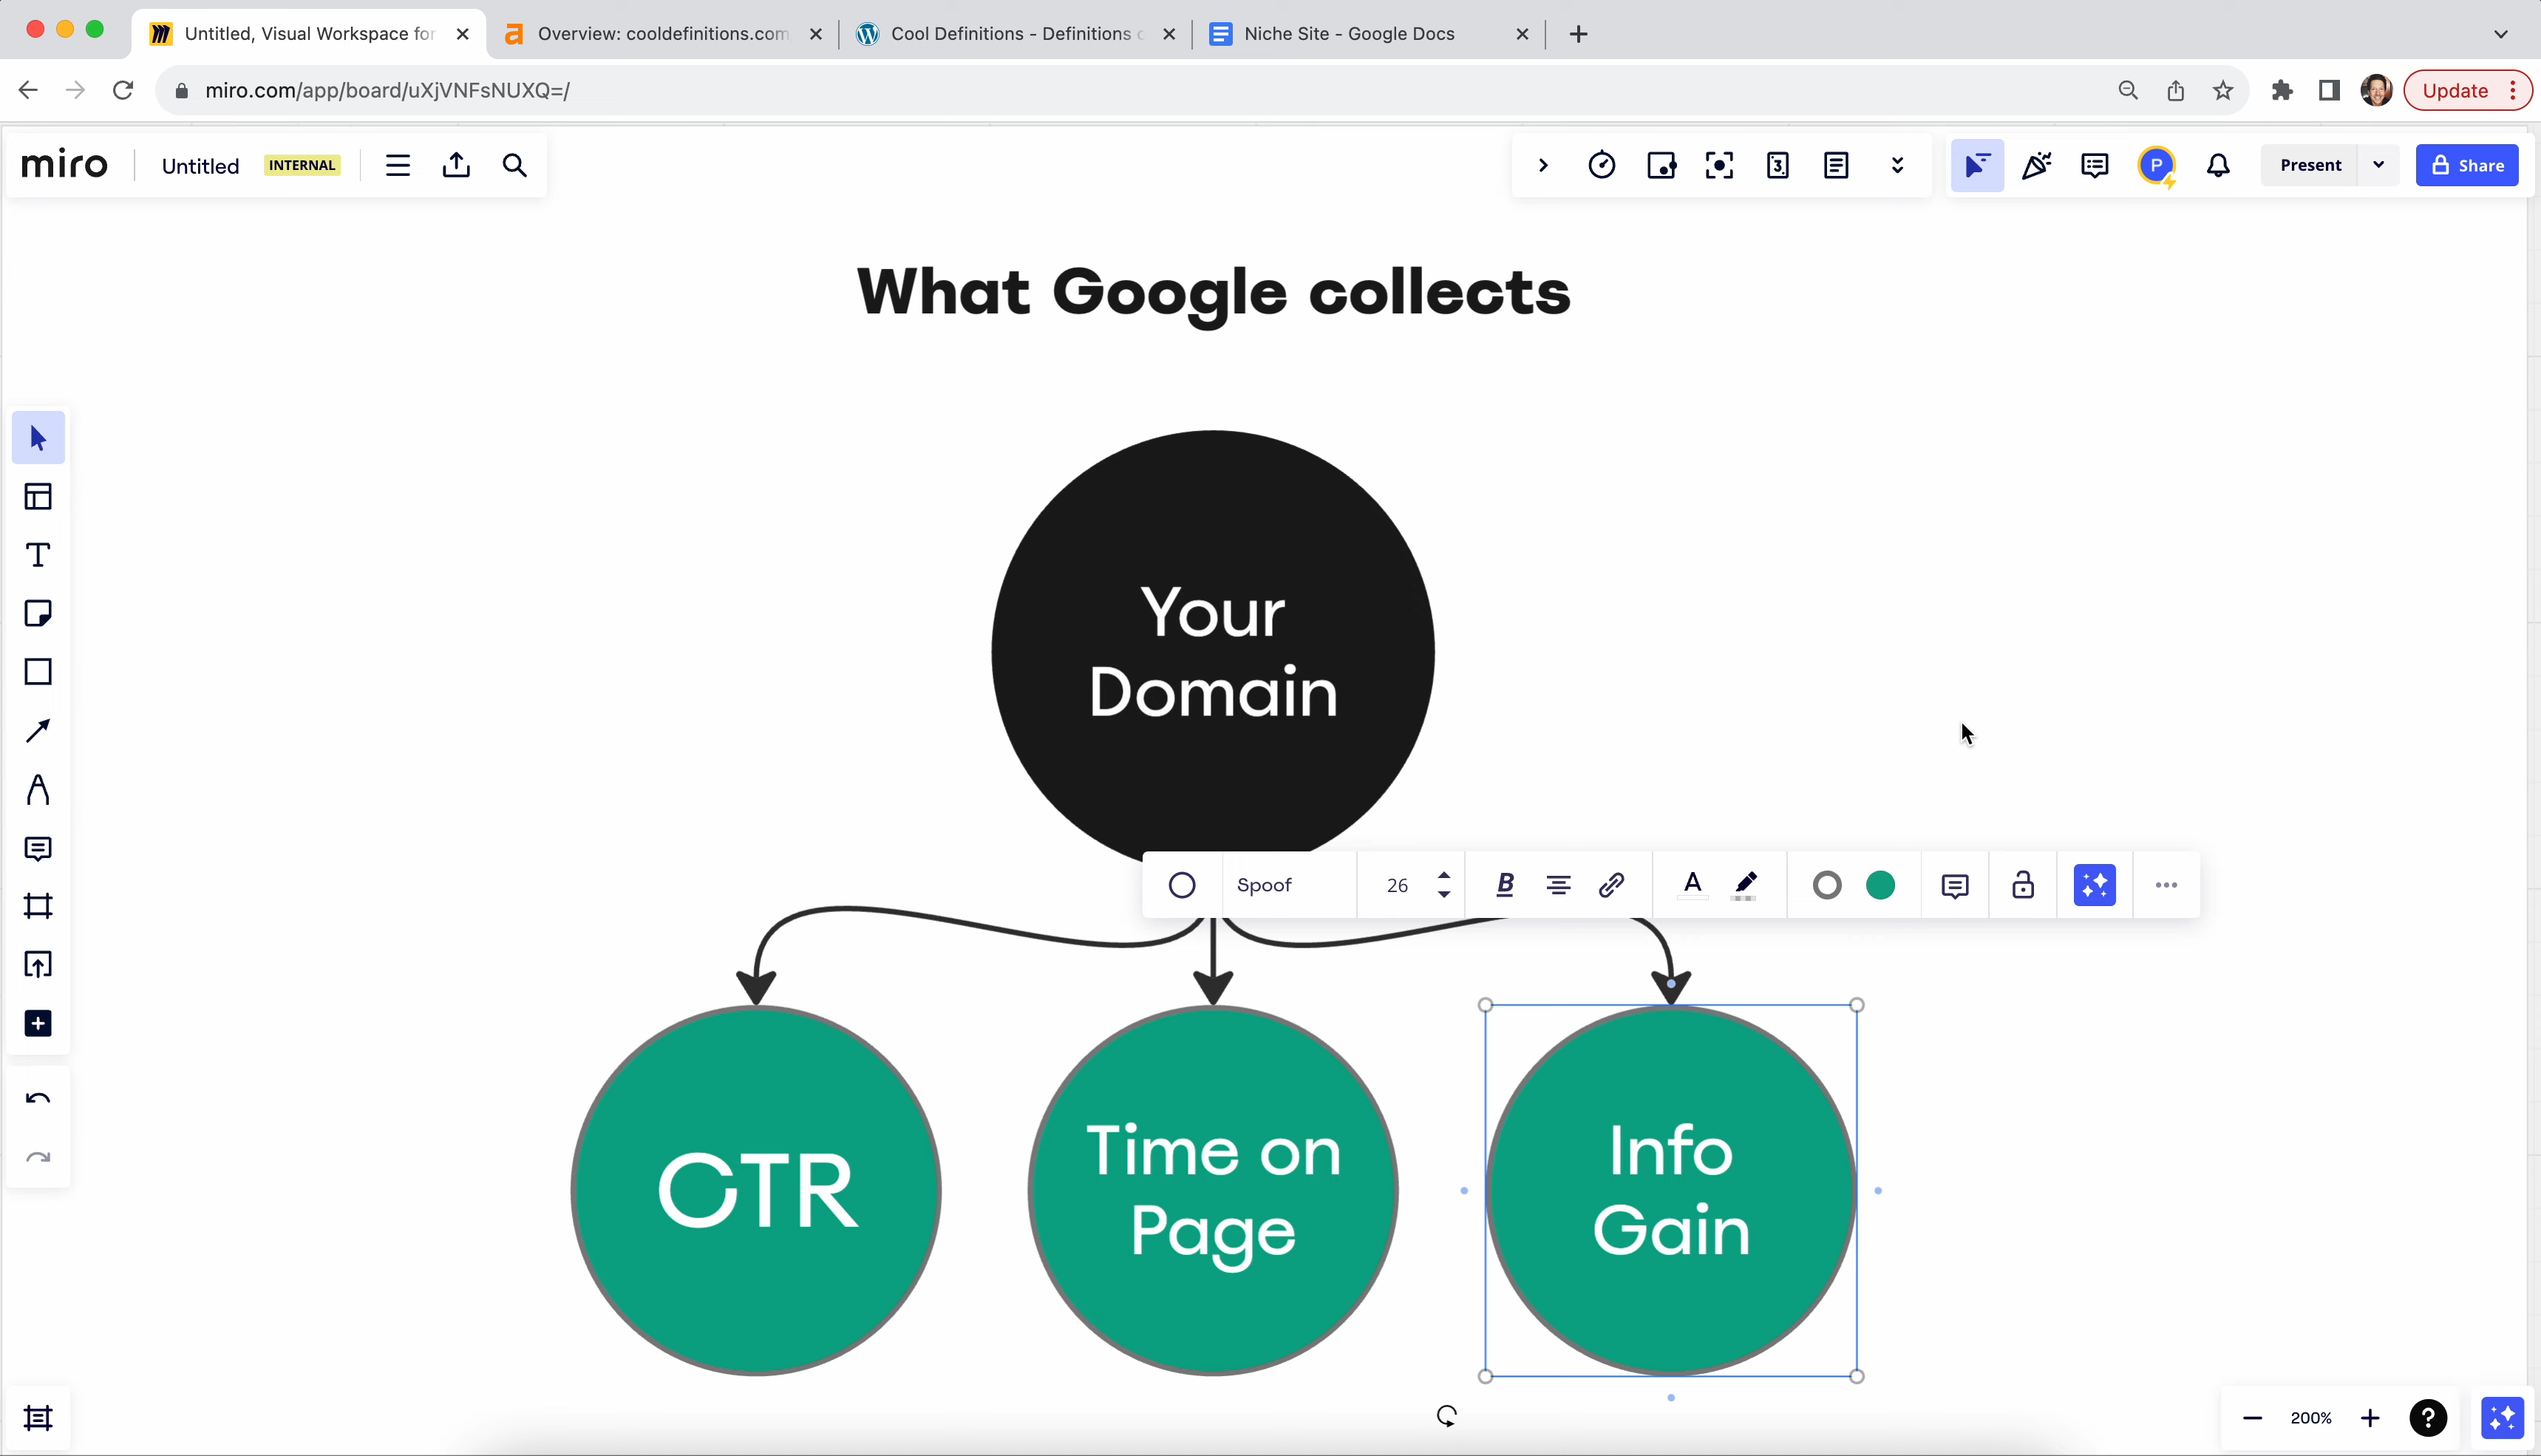 Untitled, Visual Workspace for
Overview: cooldefinitions.com
Cool Definitions - Definitions
Niche Site - Google Docs
miro.com/app/board/uXjVNFsNUXQ=/
Update
miro
Untitled
INTERNAL
3
P
Present
Share
What Google collects
Your
Domain
Spoof
26
B
A
CTR
Time on
Page
Info
Gain
200%
?